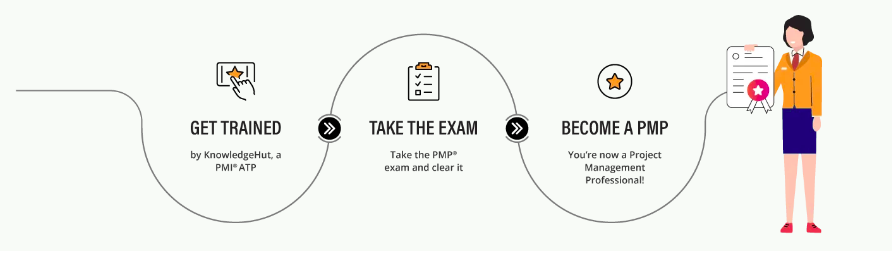 GET TRAINED
by KnowledgeHut, a
PMI® ATP
TAKE THE EXAM
Take the PMP®
exam and clear it
BECOME A PMP
You're now a Project
Management
Professional!